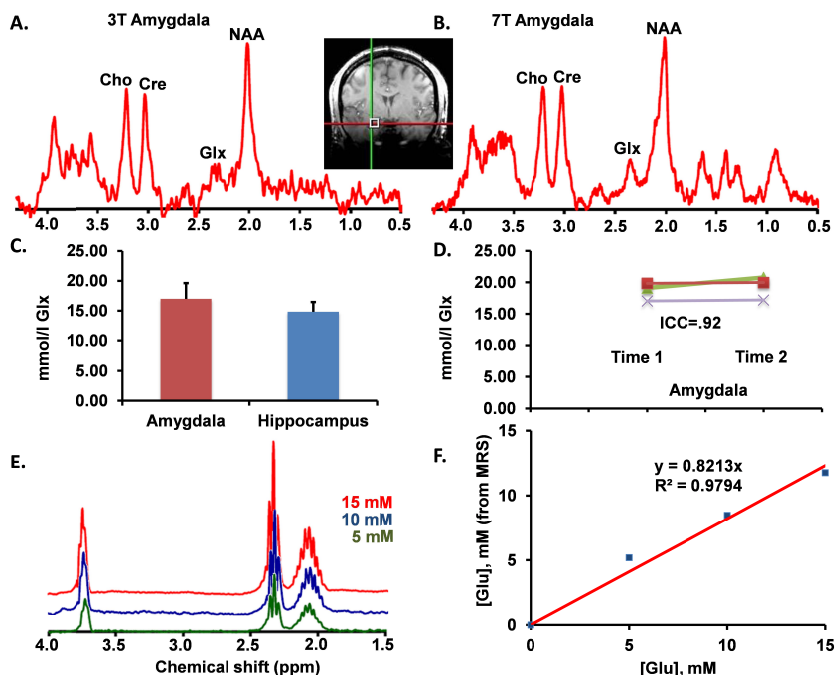 A.
3T Amygdala
NAA
Cho
Cre
Glx
4.0 3.5 3.0 2.5 2.0 1.5 1.0 0.5
B.
7T Amygdala
NAA
Cho
Cre
Glx
4.0 3.5 3.0 2.5 2.0 1.5 1.0 0.5
C.
mmol/l Glx
25.00
20.00
15.00
10.00
5.00
0.00
Amygdala Hippocampus
D.
mmol/l Glx
25.00
20.00
15.00
10.00
5.00
0.00
ICC=.92
Time 1 Time 2
Amygdala
E.
15 mM
10 mM
5 mM
4.0 3.5 3.0 2.5 2.0 1.5
Chemical shift (ppm)
F.
[Glu], mM (from MRS)
15
10
5
0
y = 0.8213x
R² = 0.9794
0 5 10 15
[Glu], mM